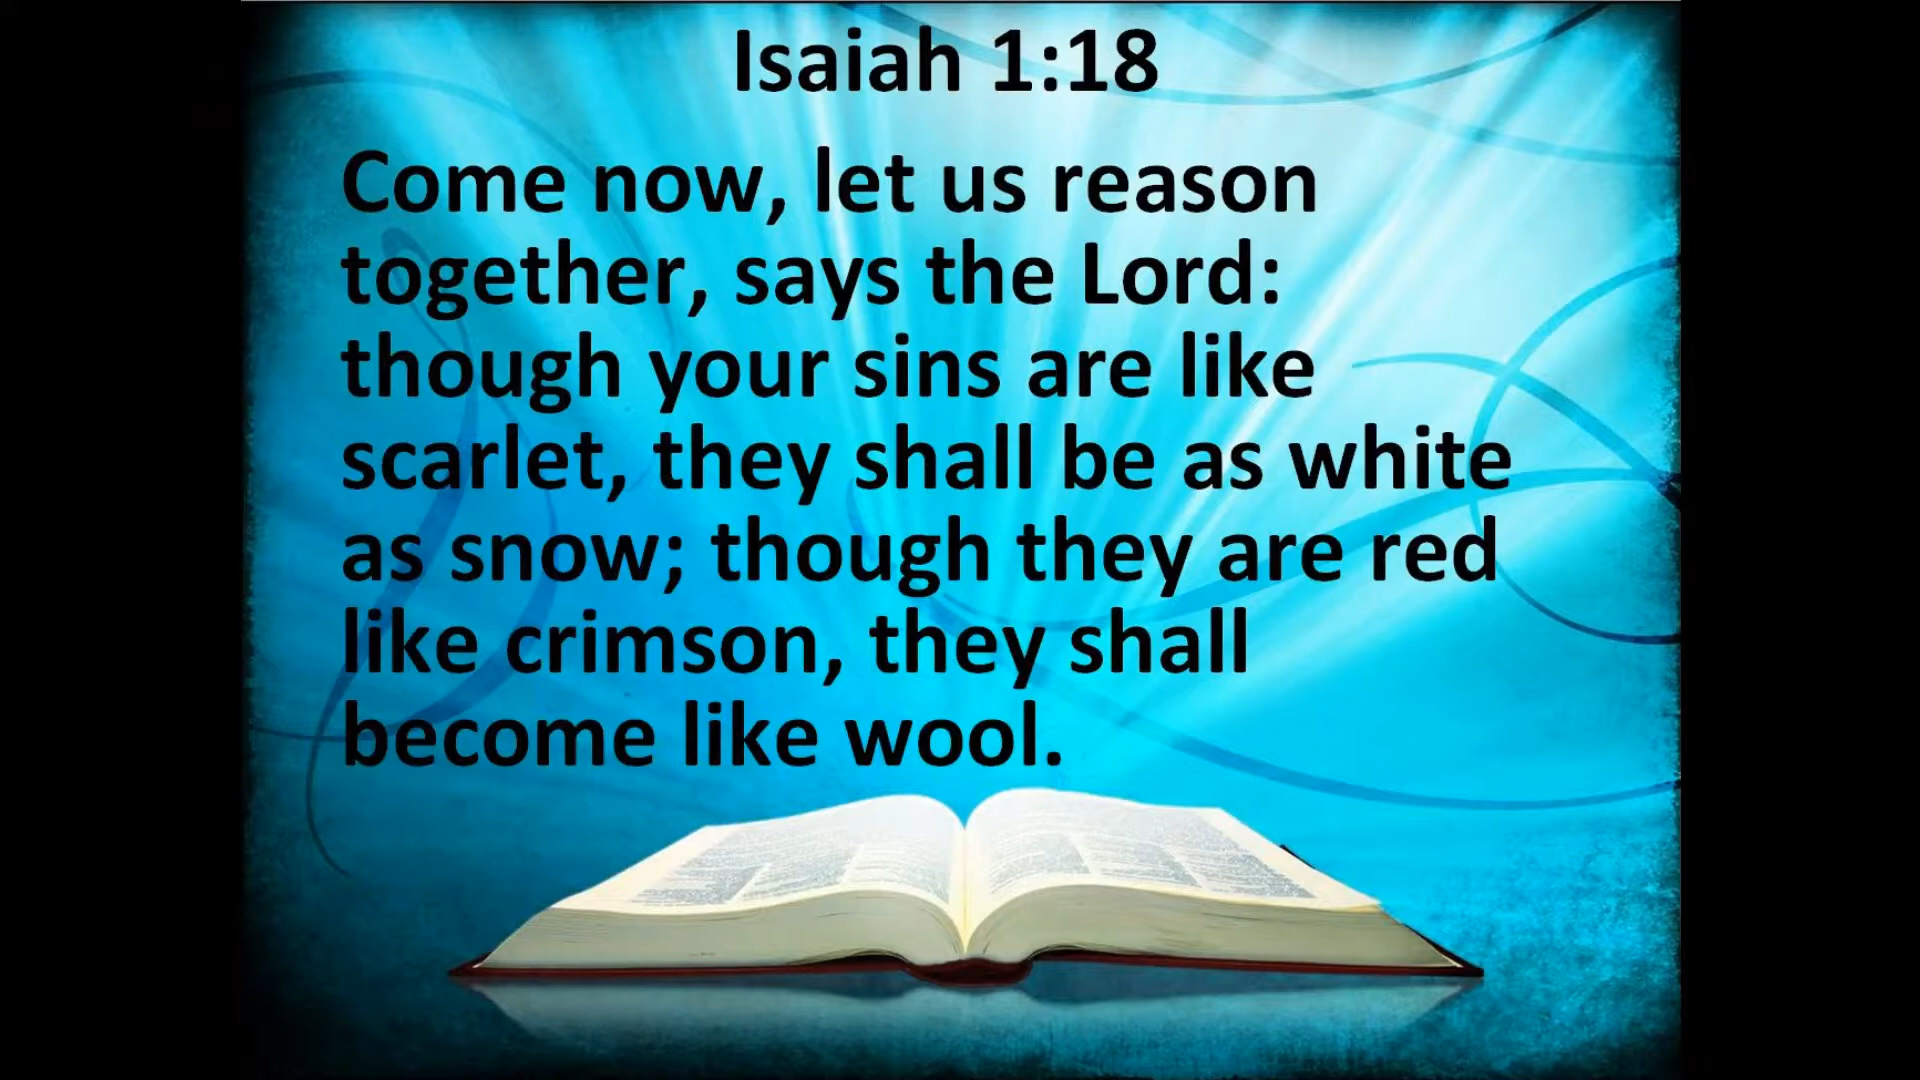 Isaiah 1:18
Come now, let us reason
together, says the Lord:
though your sins are like
scarlet, they shall be as white
as snow; though they are red
like crimson, they shall
become like wool.